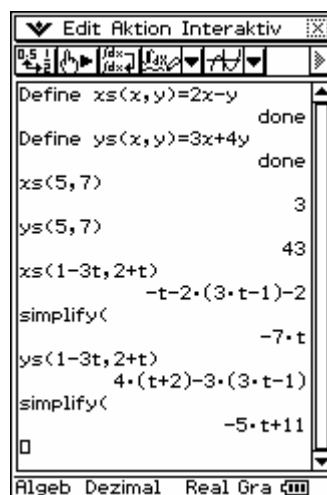 Edit Aktion Interaktiv
Define xs(x,y)=2x-y
done
Define ys(x,y)=3x+4y
done
xs(5,7)
3
ys(5,7)
43
xs(1-3t,2+t)
-t-2·(3·t-1)-2
simplify(
-7·t
ys(1-3t,2+t)
4·(t+2)-3·(3·t-1)
simplify(
-5·t+11
Algeb Dezimal Real Gra